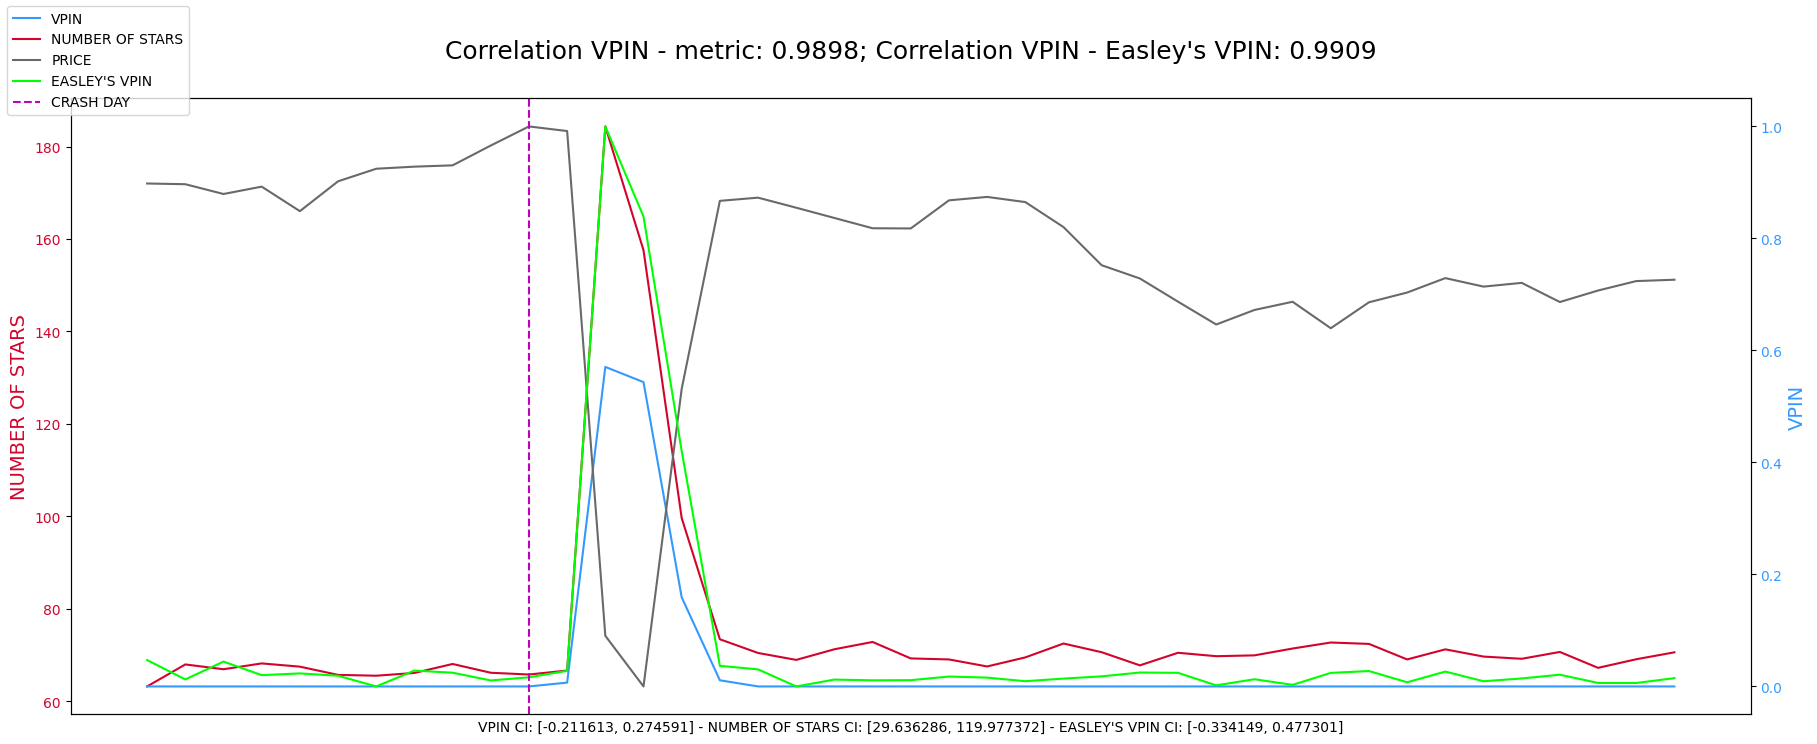 VPIN
NUMBER OF STARS
PRICE
EASLEY'S VPIN
CRASH DAY
Correlation VPIN - metric: 0.9898; Correlation VPIN - Easley's VPIN: 0.9909
NUMBER OF STARS
180
160
140
120
100
80
60
1.0
0.8
0.6
0.4
0.2
0.0
VPIN
VPIN CI: [-0.211613, 0.274591] - NUMBER OF STARS CI: [29.636286, 119.977372] - EASLEY'S VPIN CI: [-0.334149, 0.477301]